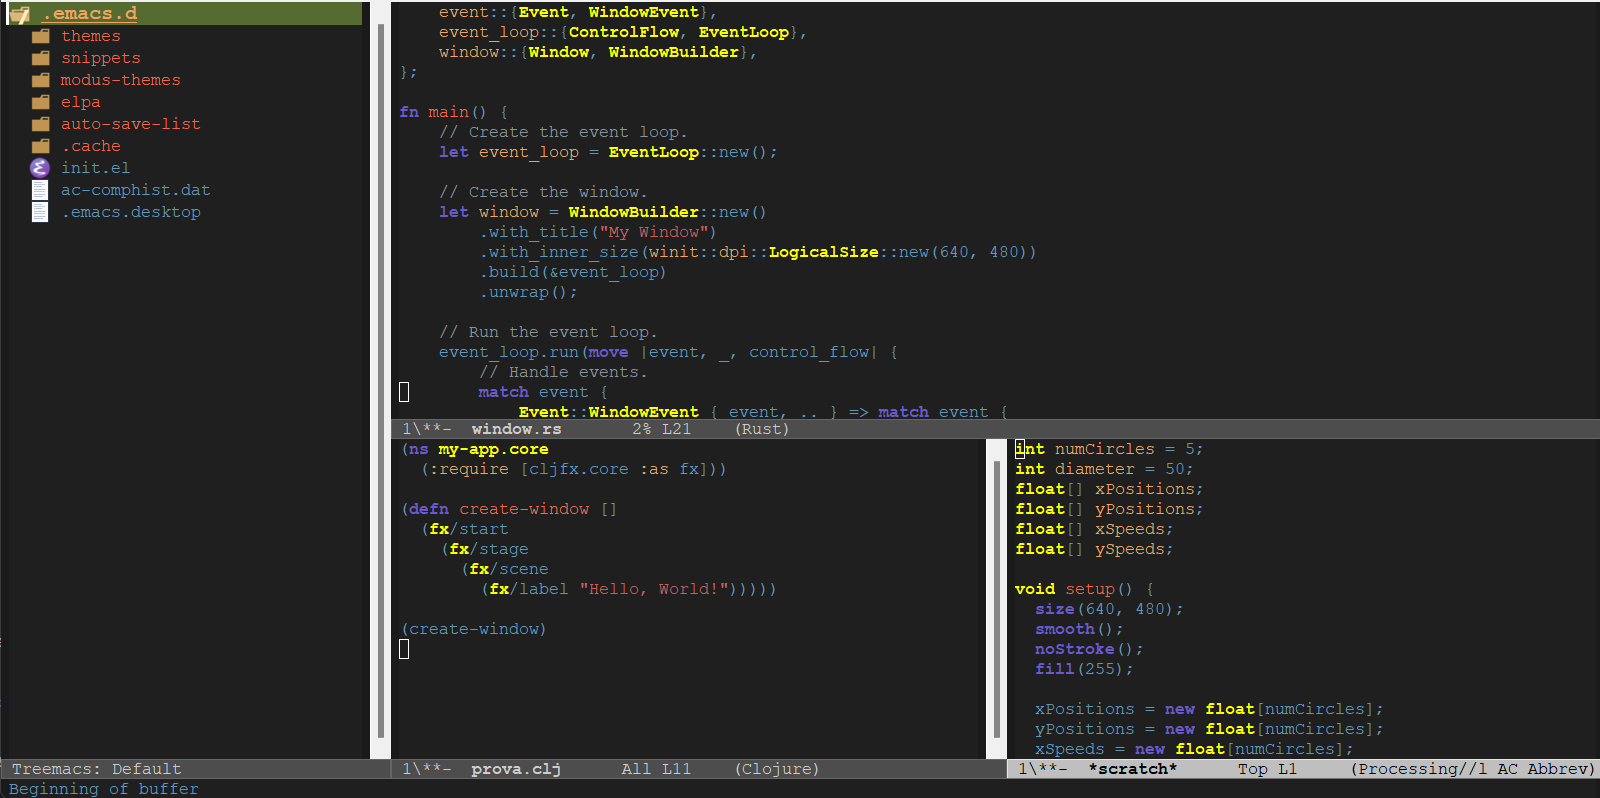 .emacs.d
themes
snippets
modus-themes
elpa
auto-save-list
.cache
init.el
ac-comphist.dat
.emacs.desktop
Treemacs: Default
    event::{Event, WindowEvent},
    event_loop::{ControlFlow, EventLoop},
    window::{Window, WindowBuilder},
};
fn main() {
    // Create the event loop.
    let event_loop = EventLoop::new();
    // Create the window.
    let window = WindowBuilder::new()
        .with_title("My Window")
        .with_inner_size(winit::dpi::LogicalSize::new(640, 480))
        .build(&event_loop)
        .unwrap();
    // Run the event loop.
    event_loop.run(move |event, _, control_flow| {
        // Handle events.
        match event {
            Event::WindowEvent { event, .. } => match event {
1\**-  window.rs       2% L21    (Rust)
(ns my-app.core
  (:require [cljfx.core :as fx]))
(defn create-window []
  (fx/start
    (fx/stage
      (fx/scene
        (fx/label "Hello, World!")))))
(create-window)
1\**-  prova.clj      All L11    (Clojure)
int numCircles = 5;
int diameter = 50;
float[] xPositions;
float[] yPositions;
float[] xSpeeds;
float[] ySpeeds;
void setup() {
  size(640, 480);
  smooth();
  noStroke();
  fill(255);
  xPositions = new float[numCircles];
  yPositions = new float[numCircles];
  xSpeeds = new float[numCircles];
1\**-  *scratch*      Top L1     (Processing//l AC Abbrev)
Beginning of buffer